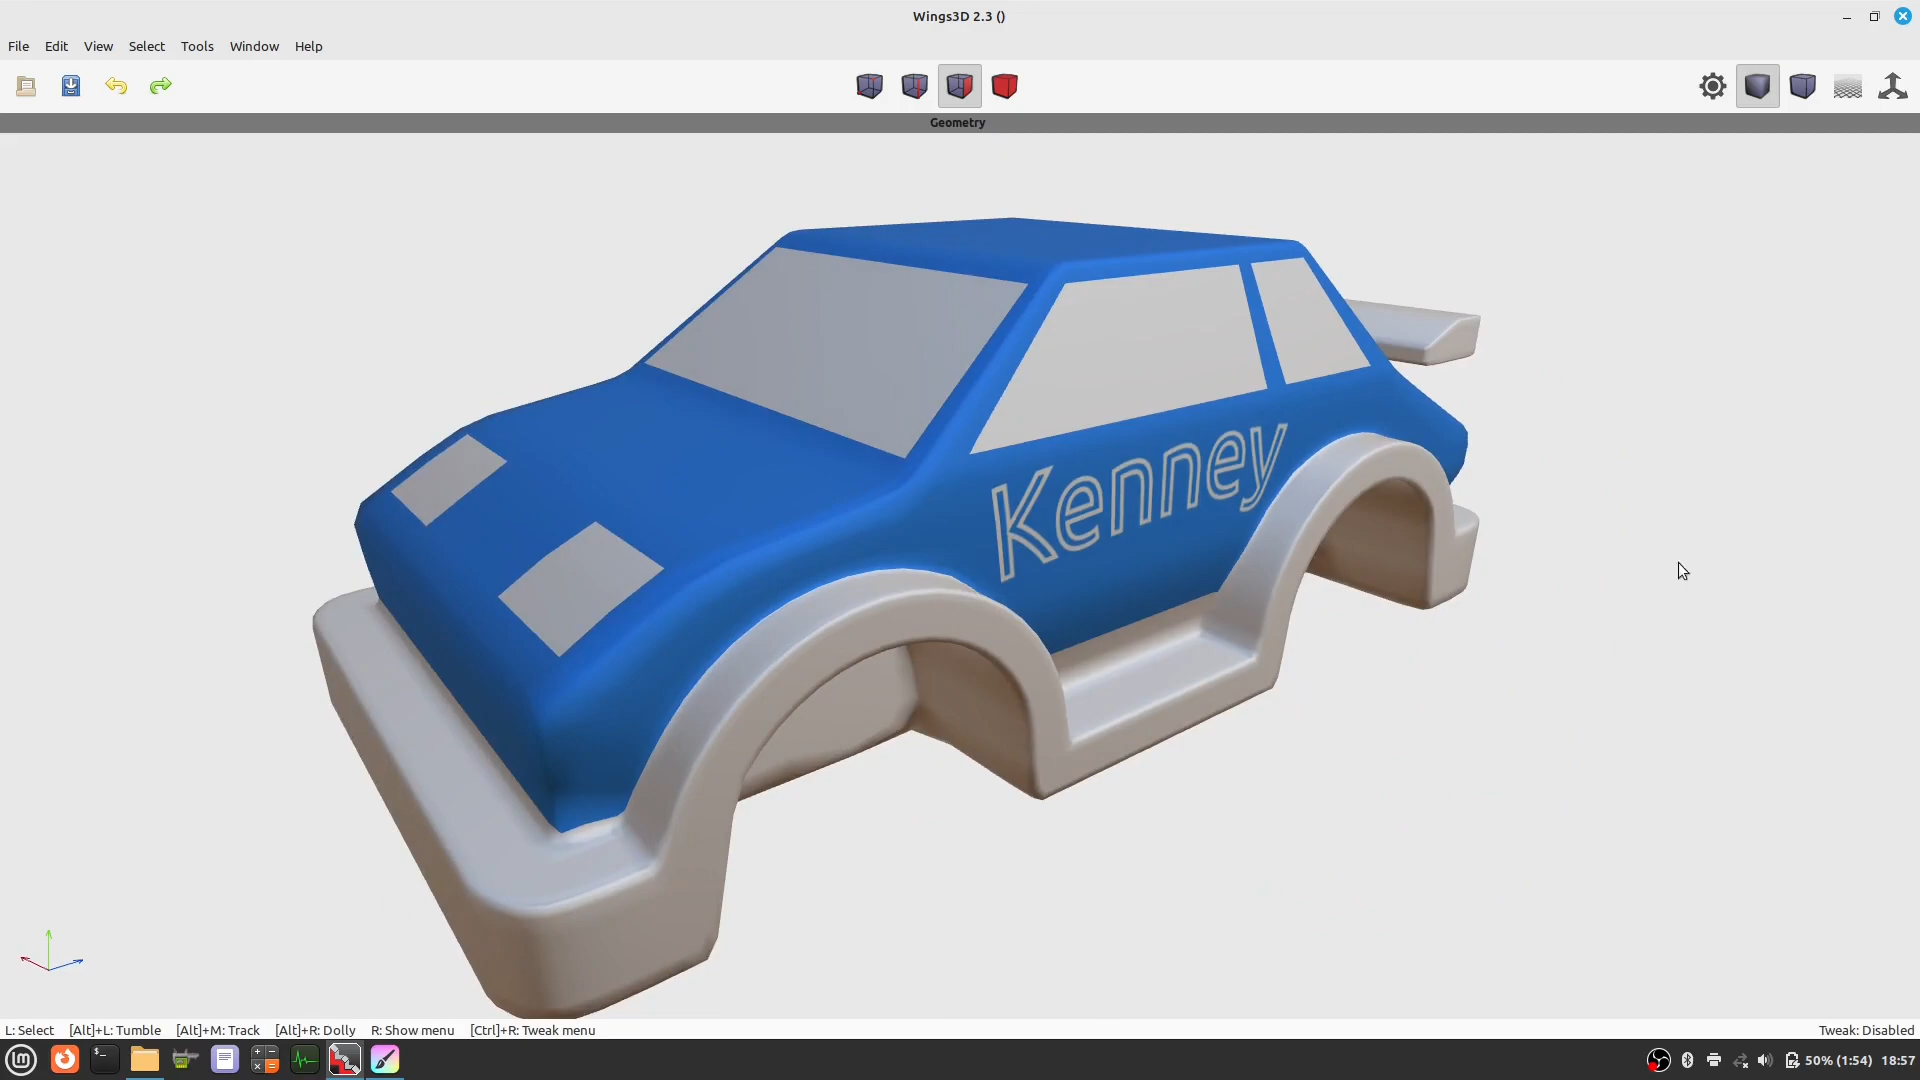 Wings3D 2.3 ()
File Edit View Select Tools Window Help
Geometry
Kenney
L: Select [Alt]+L: Tumble [Alt]+M: Track [Alt]+R: Dolly R: Show menu [Ctrl]+R: Tweak menu Tweak: Disabled
50% (1:54) 18:57